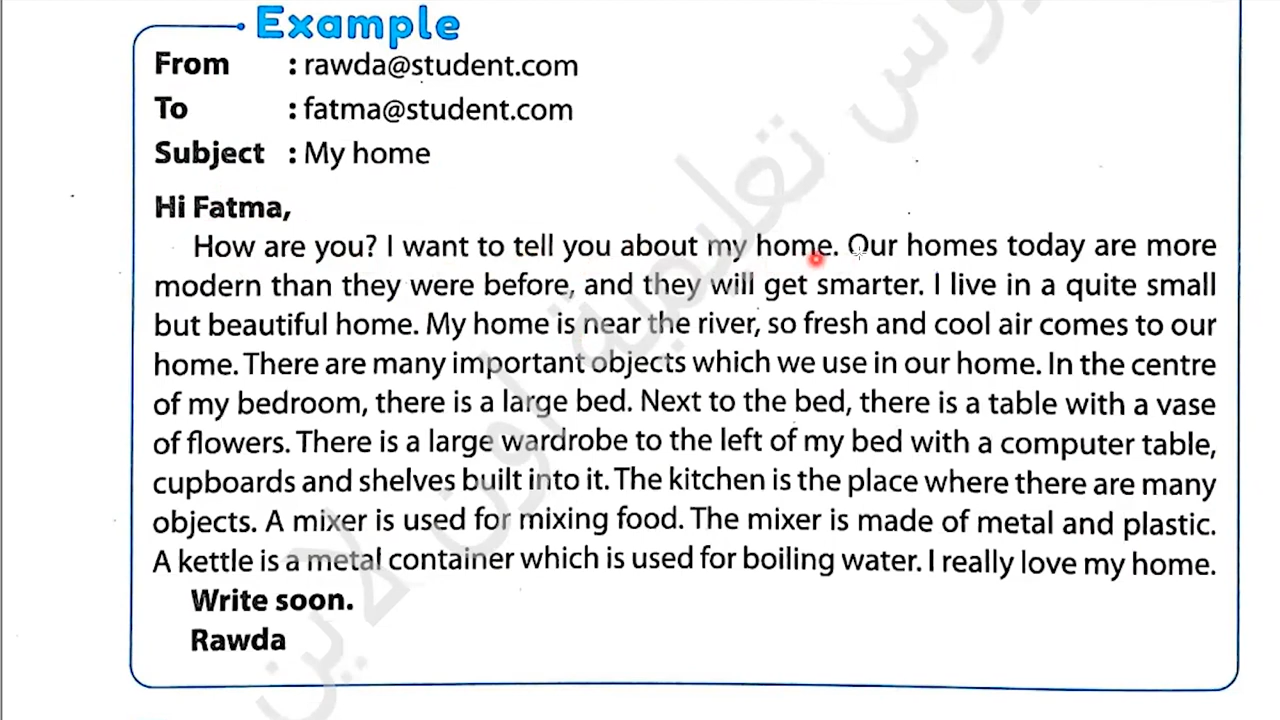 Example
From : rawda@student.com
To : fatma@student.com
Subject : My home
Hi Fatma,
How are you? I want to tell you about my home. Our homes today are more
modern than they were before, and they will get smarter. I live in a quite small
but beautiful home. My home is near the river, so fresh and cool air comes to our
home. There are many important objects which we use in our home. In the centre
of my bedroom, there is a large bed. Next to the bed, there is a table with a vase
of flowers. There is a large wardrobe to the left of my bed with a computer table,
cupboards and shelves built into it. The kitchen is the place where there are many
objects. A mixer is used for mixing food. The mixer is made of metal and plastic.
A kettle is a metal container which is used for boiling water. I really love my home.
Write soon.
Rawda
تعليمية اون لاين